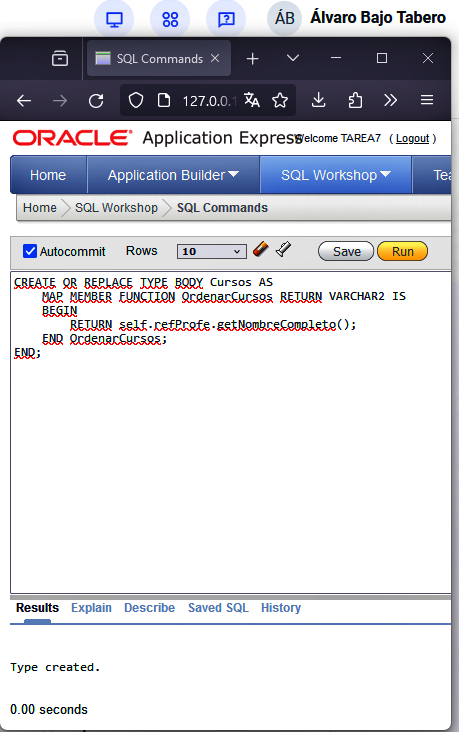 ÁB Álvaro Bajo Tabero
SQL Commands
127.0.0.1
ORACLE Application Express Welcome TAREA7 ( Logout )
Home Application Builder SQL Workshop
Home SQL Workshop SQL Commands
Autocommit Rows 10 Save Run
CREATE OR REPLACE TYPE BODY Cursos AS
MAP MEMBER FUNCTION OrdenarCursos RETURN VARCHAR2 IS
BEGIN
RETURN self.refProfe.getNombreCompleto();
END OrdenarCursos;
END;
Results Explain Describe Saved SQL History
Type created.
0.00 seconds